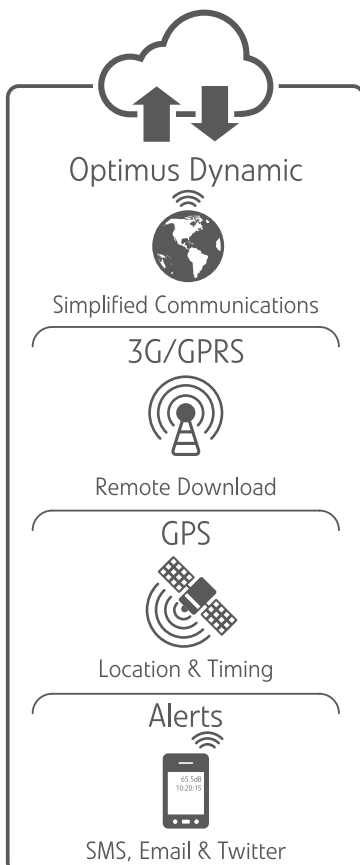 Optimus Dynamic
Simplified Communications
3G/GPRS
Remote Download
GPS
Location & Timing
Alerts
65.5dB
10:20:15
SMS, Email & Twitter